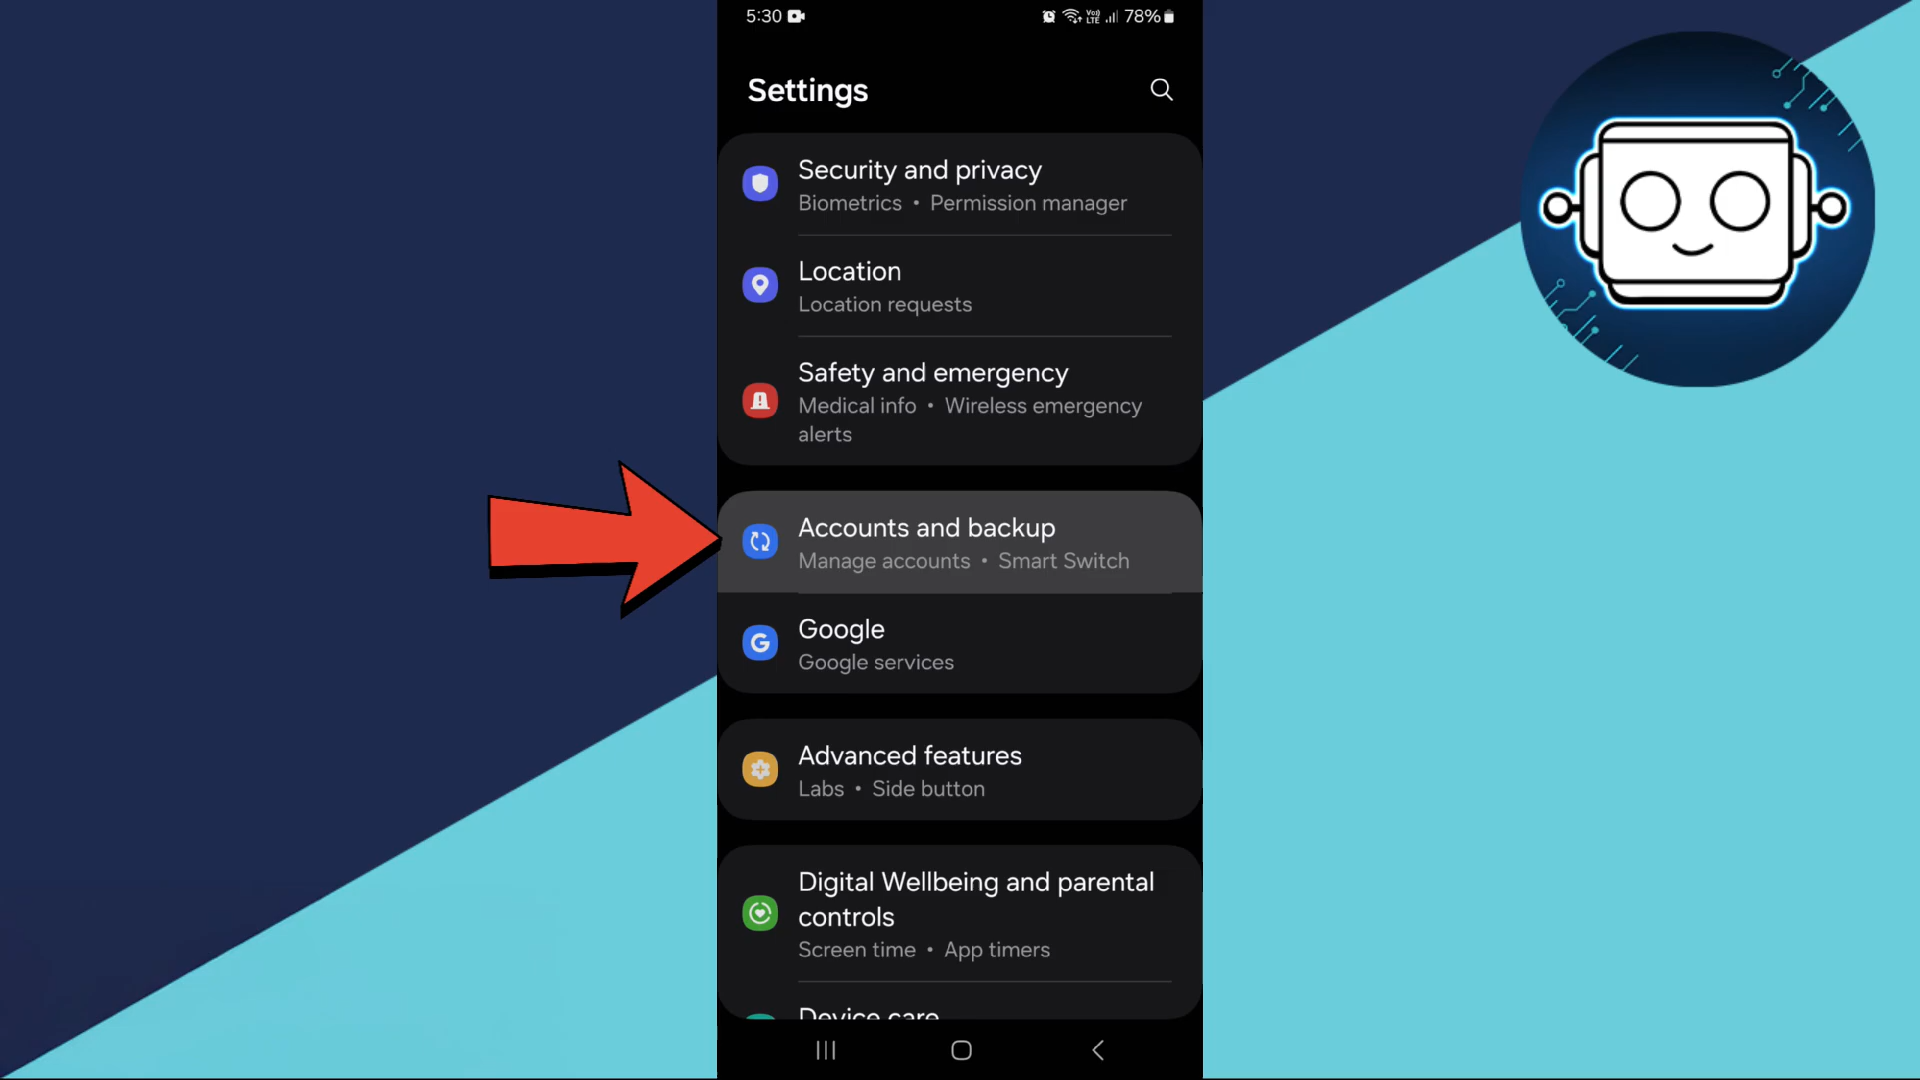 5:30
Vo)) LTE 78%
Settings
Security and privacy
Biometrics • Permission manager
Location
Location requests
Safety and emergency
Medical info • Wireless emergency
alerts
Accounts and backup
Manage accounts • Smart Switch
Google
Google services
Advanced features
Labs • Side button
Digital Wellbeing and parental
controls
Screen time • App timers
Device care